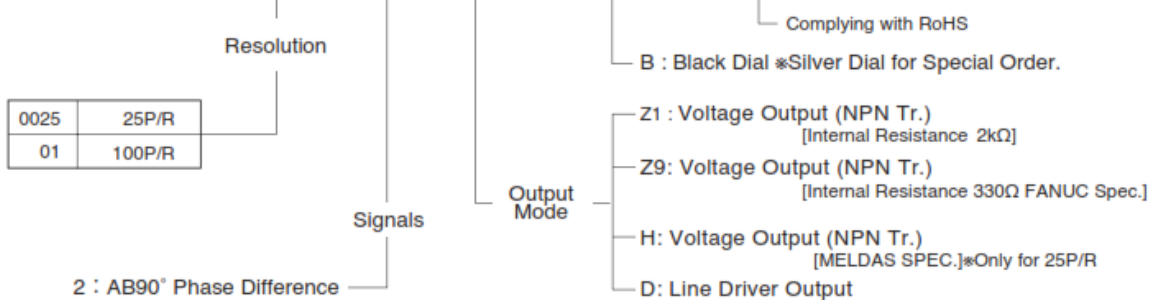 Complying with RoHS
Resolution
B : Black Dial ※Silver Dial for Special Order.
0025 25P/R
01 100P/R
Z1 : Voltage Output (NPN Tr.)
[Internal Resistance 2kΩ]
Z9: Voltage Output (NPN Tr.)
[Internal Resistance 330Ω FANUC Spec.]
Output
Mode
Signals
H: Voltage Output (NPN Tr.)
[MELDAS SPEC.]※Only for 25P/R
2 : AB90° Phase Difference
D: Line Driver Output